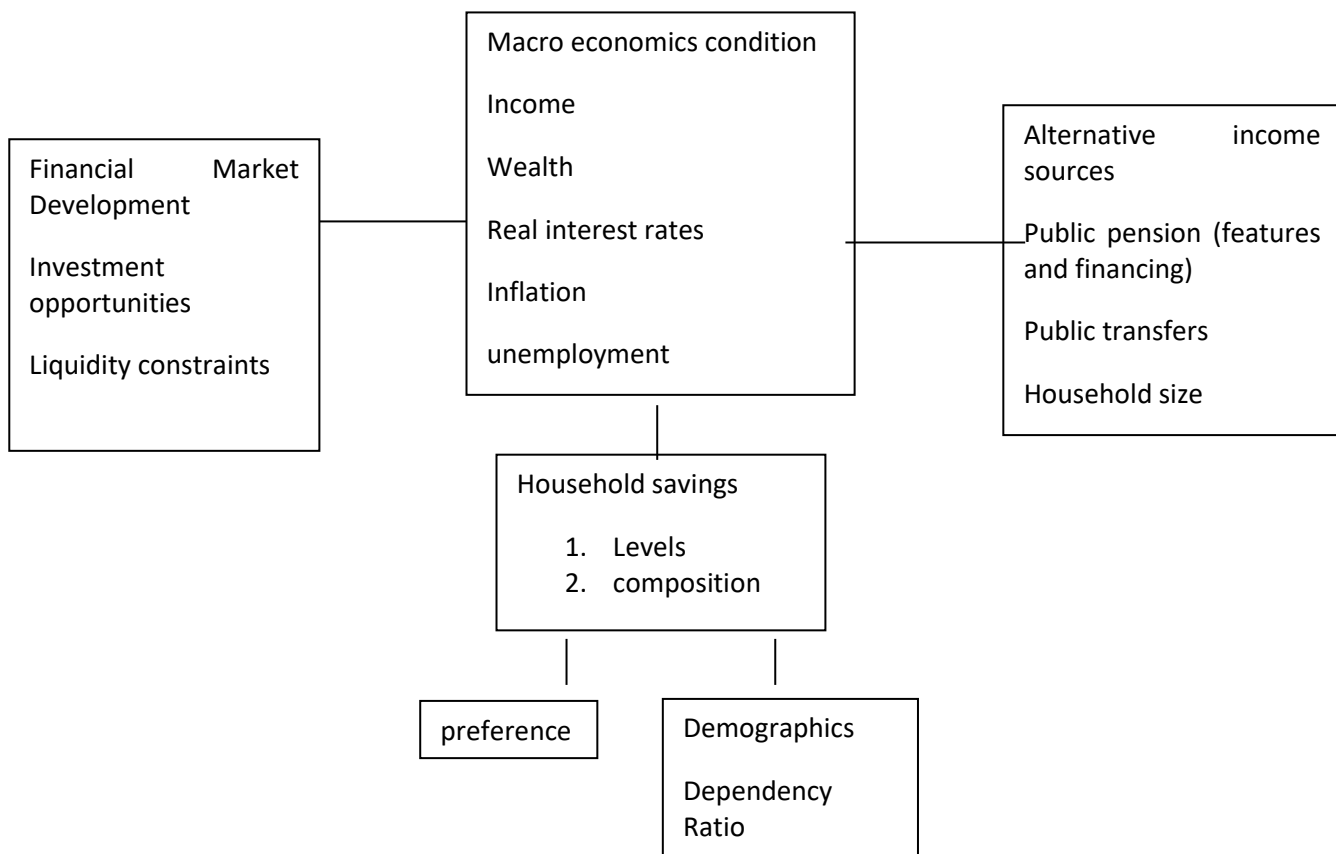 Macro economics condition
Income
Wealth
Real interest rates
Inflation
unemployment
Financial Market
Development
Investment
opportunities
Liquidity constraints
Alternative income
sources
Public pension (features
and financing)
Public transfers
Household size
Household savings
1. Levels
2. composition
preference
Demographics
Dependency
Ratio